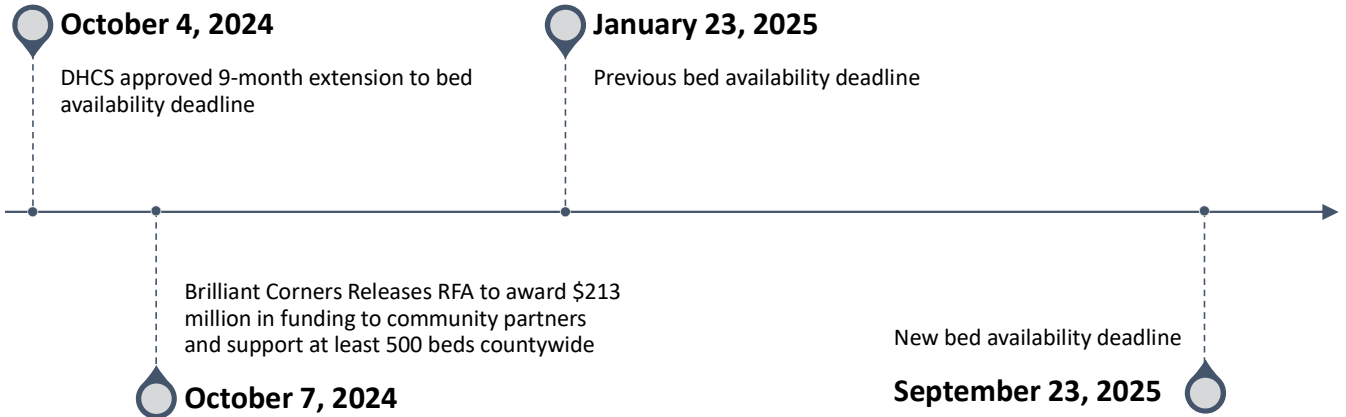 October 4, 2024
DHCS approved 9-month extension to bed
availability deadline
January 23, 2025
Previous bed availability deadline
Brilliant Corners Releases RFA to award $213
million in funding to community partners
and support at least 500 beds countywide
October 7, 2024
New bed availability deadline
September 23, 2025